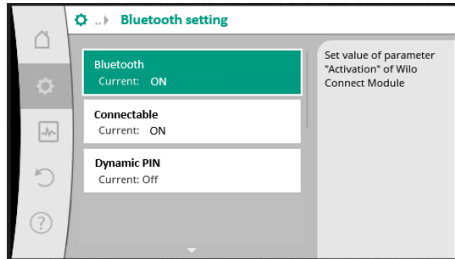 ..▸ Bluetooth setting
Bluetooth
Current: ON
Connectable
Current: ON
Dynamic PIN
Current: Off
Set value of parameter
"Activation" of Wilo
Connect Module
?